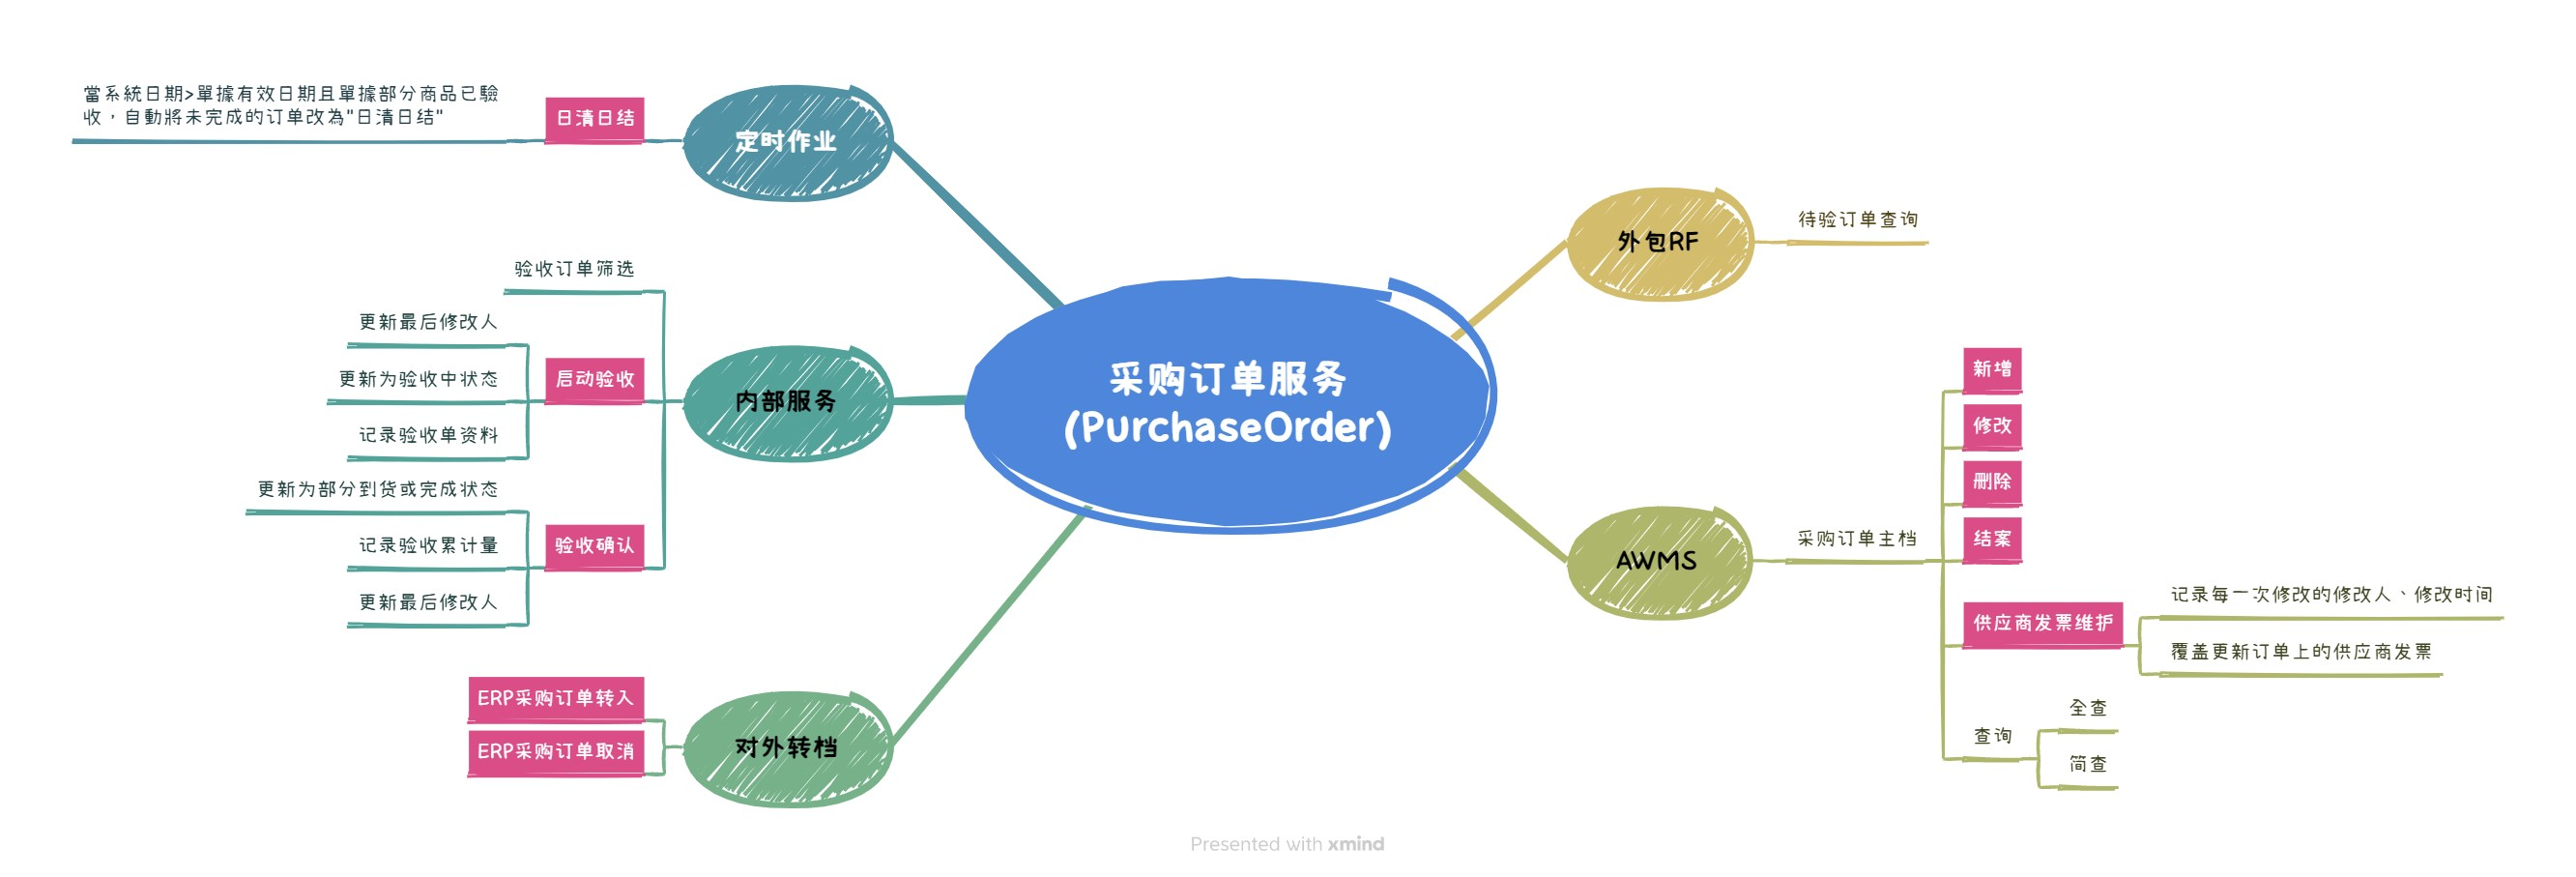 采购订单服务
(PurchaseOrder)
外包RF
待验订单查询
AWMS
采购订单主档
新增
修改
删除
结案
供应商发票维护
记录每一次修改的修改人、修改时间
覆盖更新订单上的供应商发票
查询
全查
简查
定时作业
日清日结
當系統日期>單據有效日期且單據部分商品已驗
收，自動將未完成的订单改為"日清日结"
内部服务
验收订单筛选
启动验收
更新最后修改人
更新为验收中状态
记录验收单资料
验收确认
更新为部分到货或完成状态
记录验收累计量
更新最后修改人
对外转档
ERP采购订单转入
ERP采购订单取消
Presented with xmind